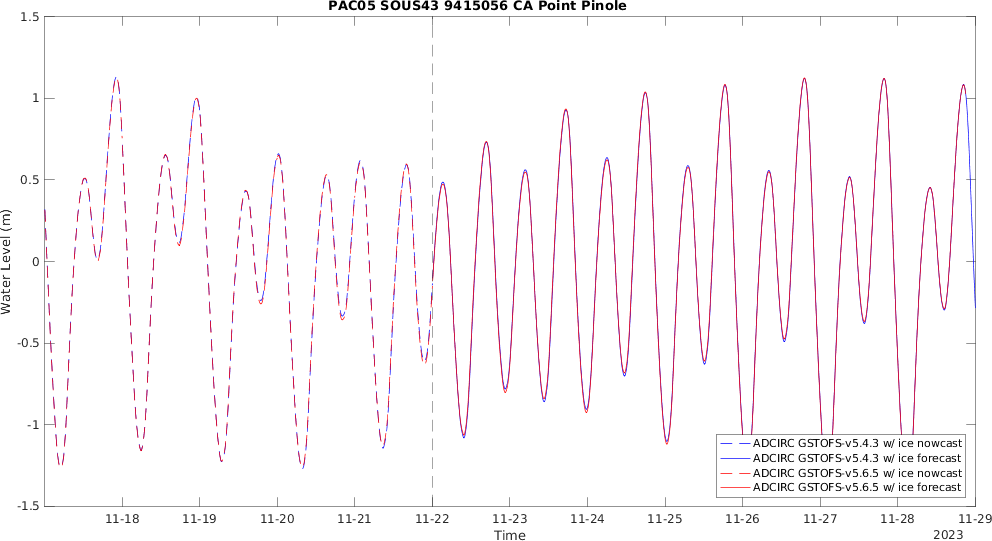 PAC05 SOUS43 9415056 CA Point Pinole
Water Level (m)
1.5
1
0.5
0
-0.5
-1
-1.5
ADCIRC GSTOFS-v5.4.3 w/ ice nowcast
ADCIRC GSTOFS-v5.4.3 w/ ice forecast
ADCIRC GSTOFS-v5.6.5 w/ ice nowcast
ADCIRC GSTOFS-v5.6.5 w/ ice forecast
11-18 11-19 11-20 11-21 11-22 11-23 11-24 11-25 11-26 11-27 11-28 11-29
Time
2023